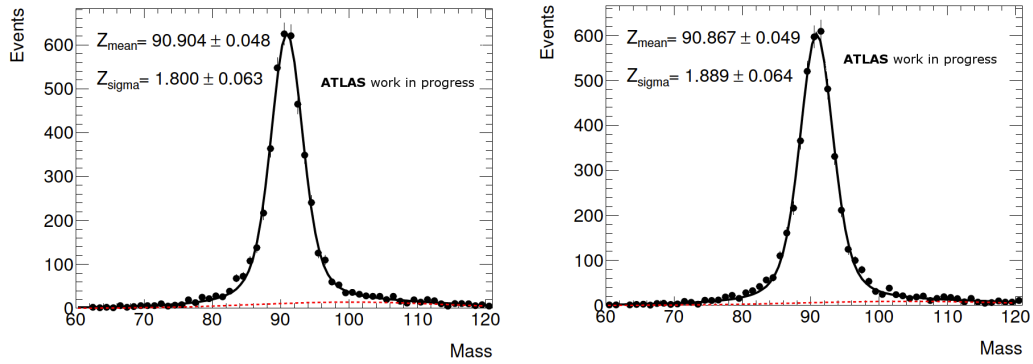 Events
Z_mean= 90.904 ± 0.048
Z_sigma= 1.800 ± 0.063
ATLAS work in progress
600
500
400
300
200
100
0
60 70 80 90 100 110 120
Mass
Events
Z_mean= 90.867 ± 0.049
Z_sigma= 1.889 ± 0.064
ATLAS work in progress
600
500
400
300
200
100
0
60 70 80 90 100 110 120
Mass